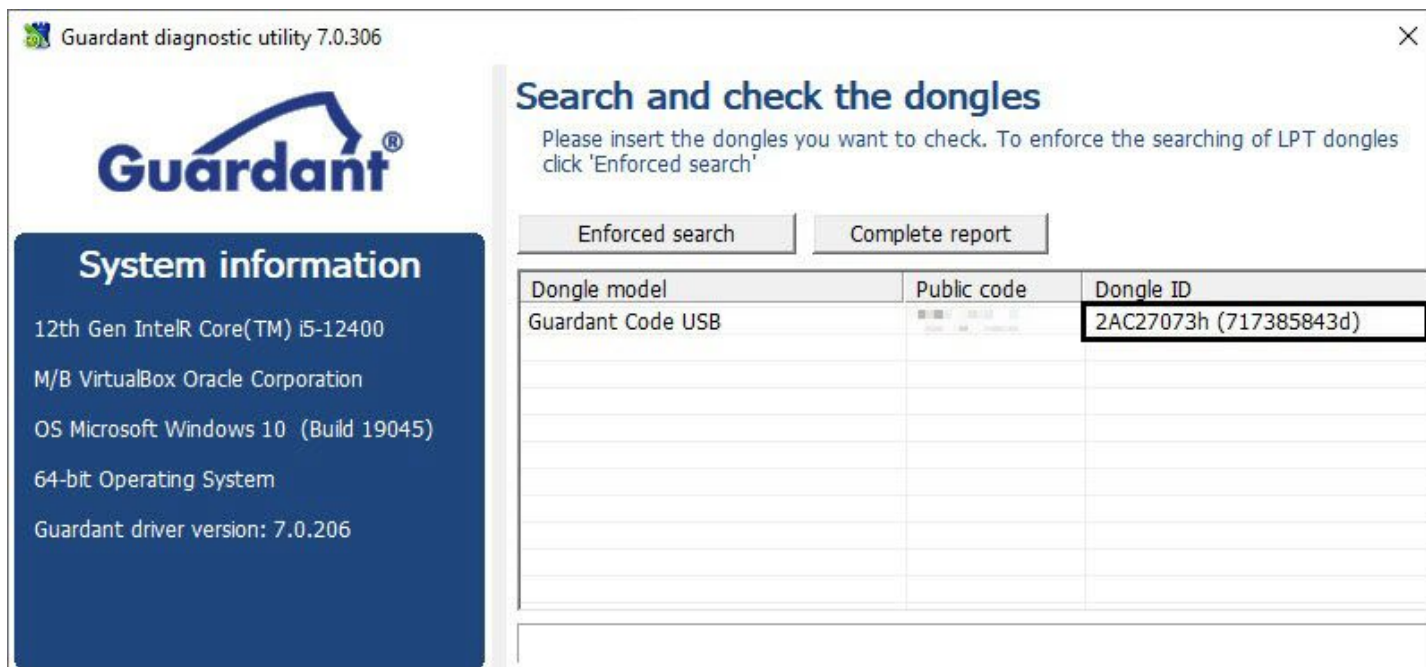 Guardant diagnostic utility 7.0.306
Guardant®
System information
12th Gen IntelR Core(TM) i5-12400
M/B VirtualBox Oracle Corporation
OS Microsoft Windows 10 (Build 19045)
64-bit Operating System
Guardant driver version: 7.0.206
Search and check the dongles
Please insert the dongles you want to check. To enforce the searching of LPT dongles
click 'Enforced search'
Enforced search Complete report
Dongle model Public code Dongle ID
Guardant Code USB 2AC27073h (717385843d)